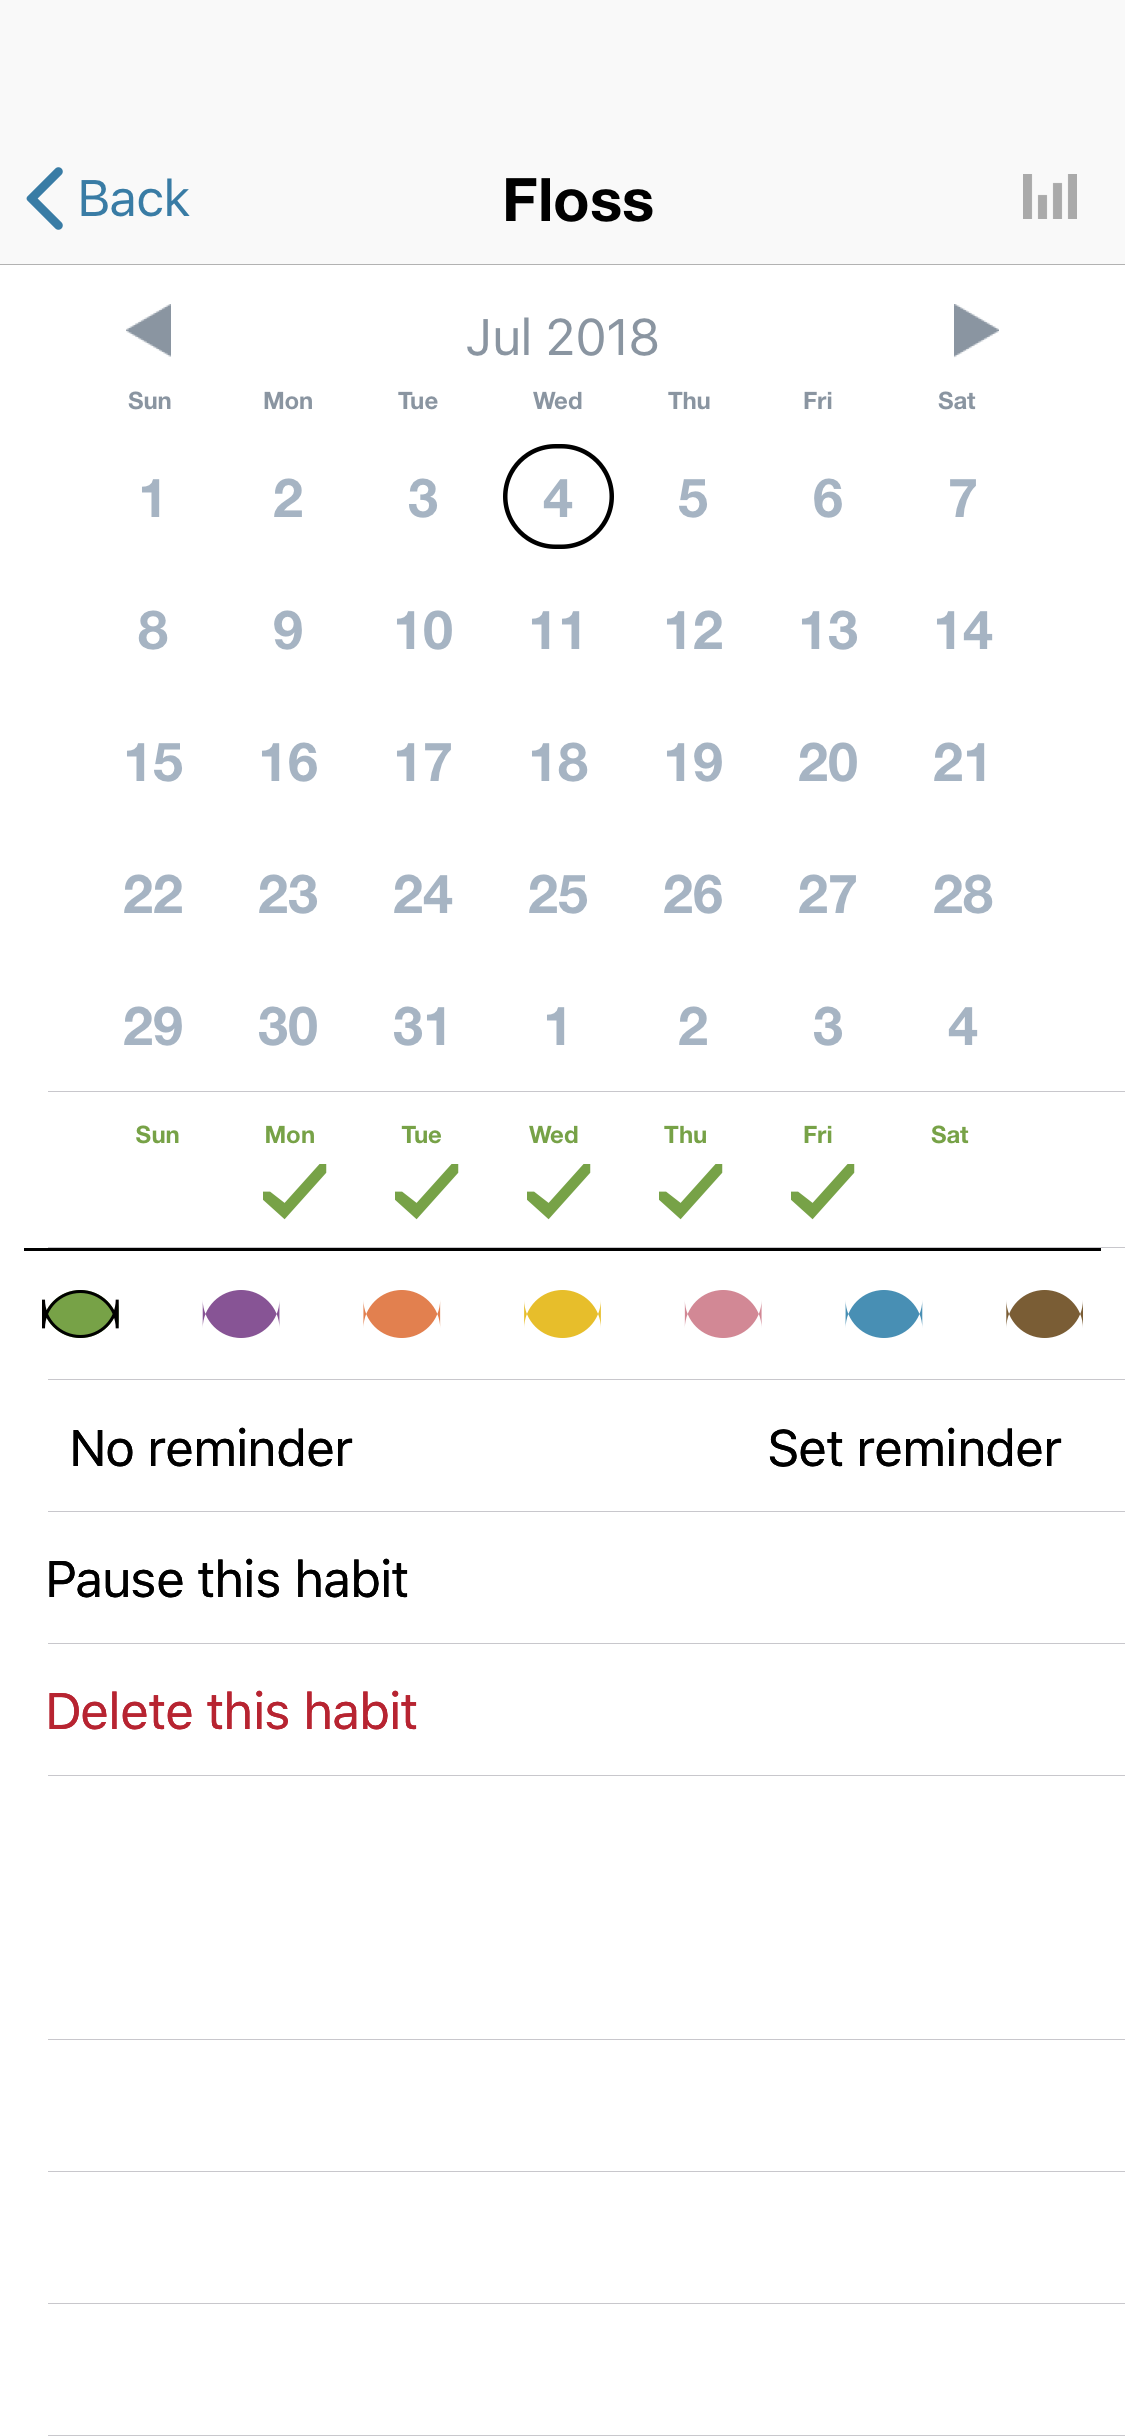 Back Floss
Jul 2018
Sun Mon Tue Wed Thu Fri Sat
1 2 3 4 5 6 7
8 9 10 11 12 13 14
15 16 17 18 19 20 21
22 23 24 25 26 27 28
29 30 31 1 2 3 4
Sun Mon Tue Wed Thu Fri Sat
No reminder Set reminder
Pause this habit
Delete this habit